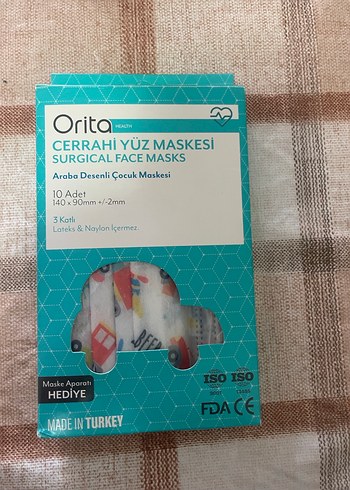 Orita HEALTH
CERRAHİ YÜZ MASKESİ
SURGICAL FACE MASKS
Araba Desenli Çocuk Maskesi
10 Adet
140 x 90mm +/-2mm
3 Katlı
Lateks & Naylon İçermez
BEEP
Maske Aparatı
HEDİYE
ISO ISO
FDA CE
MADE IN TURKEY